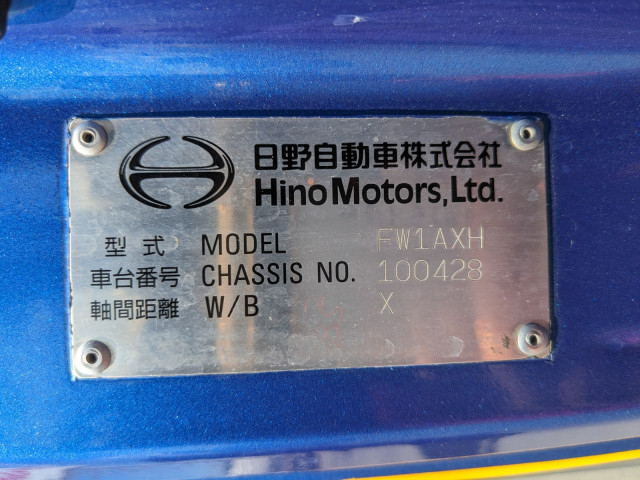 日野自動車株式会社
Hino Motors, Ltd.
型式 MODEL FW1AXH
車台番号 CHASSIS NO. 100428
軸間距離 W/B X